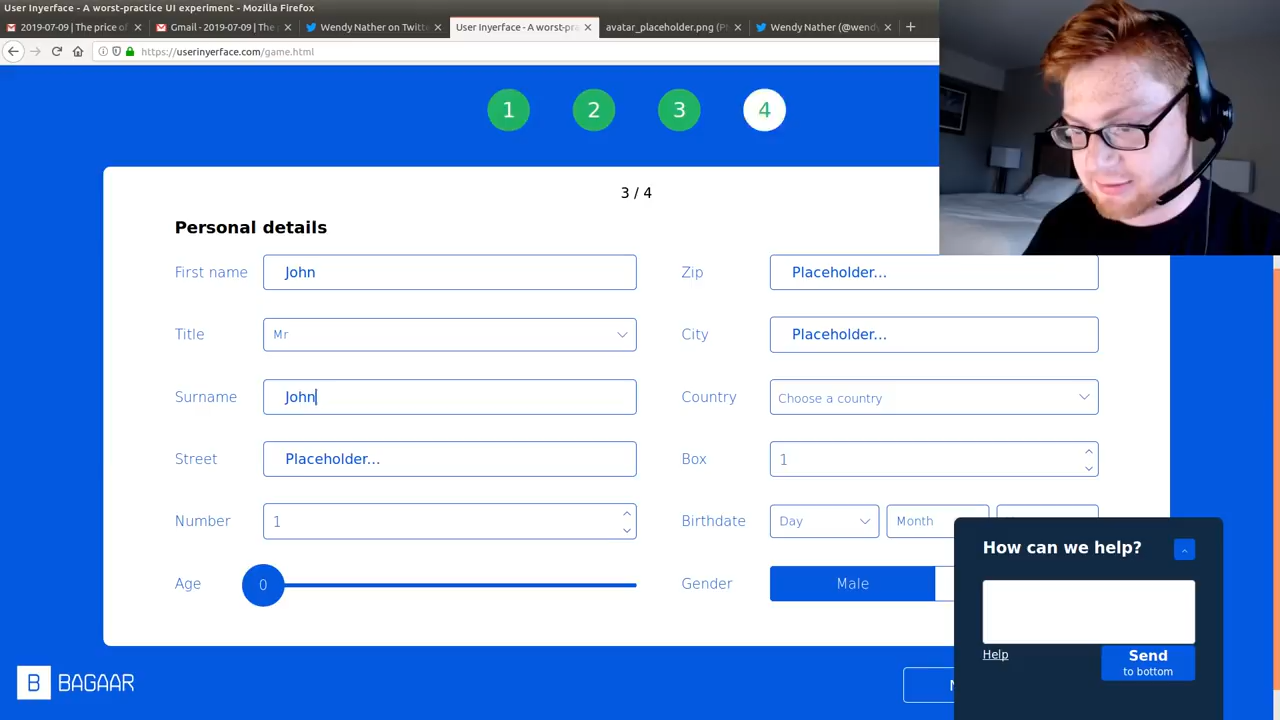 User Inyerface - A worst-practice UI experiment - Mozilla Firefox
2019-07-09 | The price of
Gmail - 2019-07-09 | The
Wendy Nather on Twitt
User Inyerface - A worst-pra
avatar_placeholder.png (P
Wendy Nather (@wendy
https://userinyerface.com/game.html
1 2 3 4
3 / 4
Personal details
First name John
Zip Placeholder...
Title Mr
City Placeholder...
Surname John
Country Choose a country
Street Placeholder...
Box 1
Number 1
Birthdate Day Month
Age 0
Gender Male
How can we help?
Help
Send
to bottom
B BAGAAR